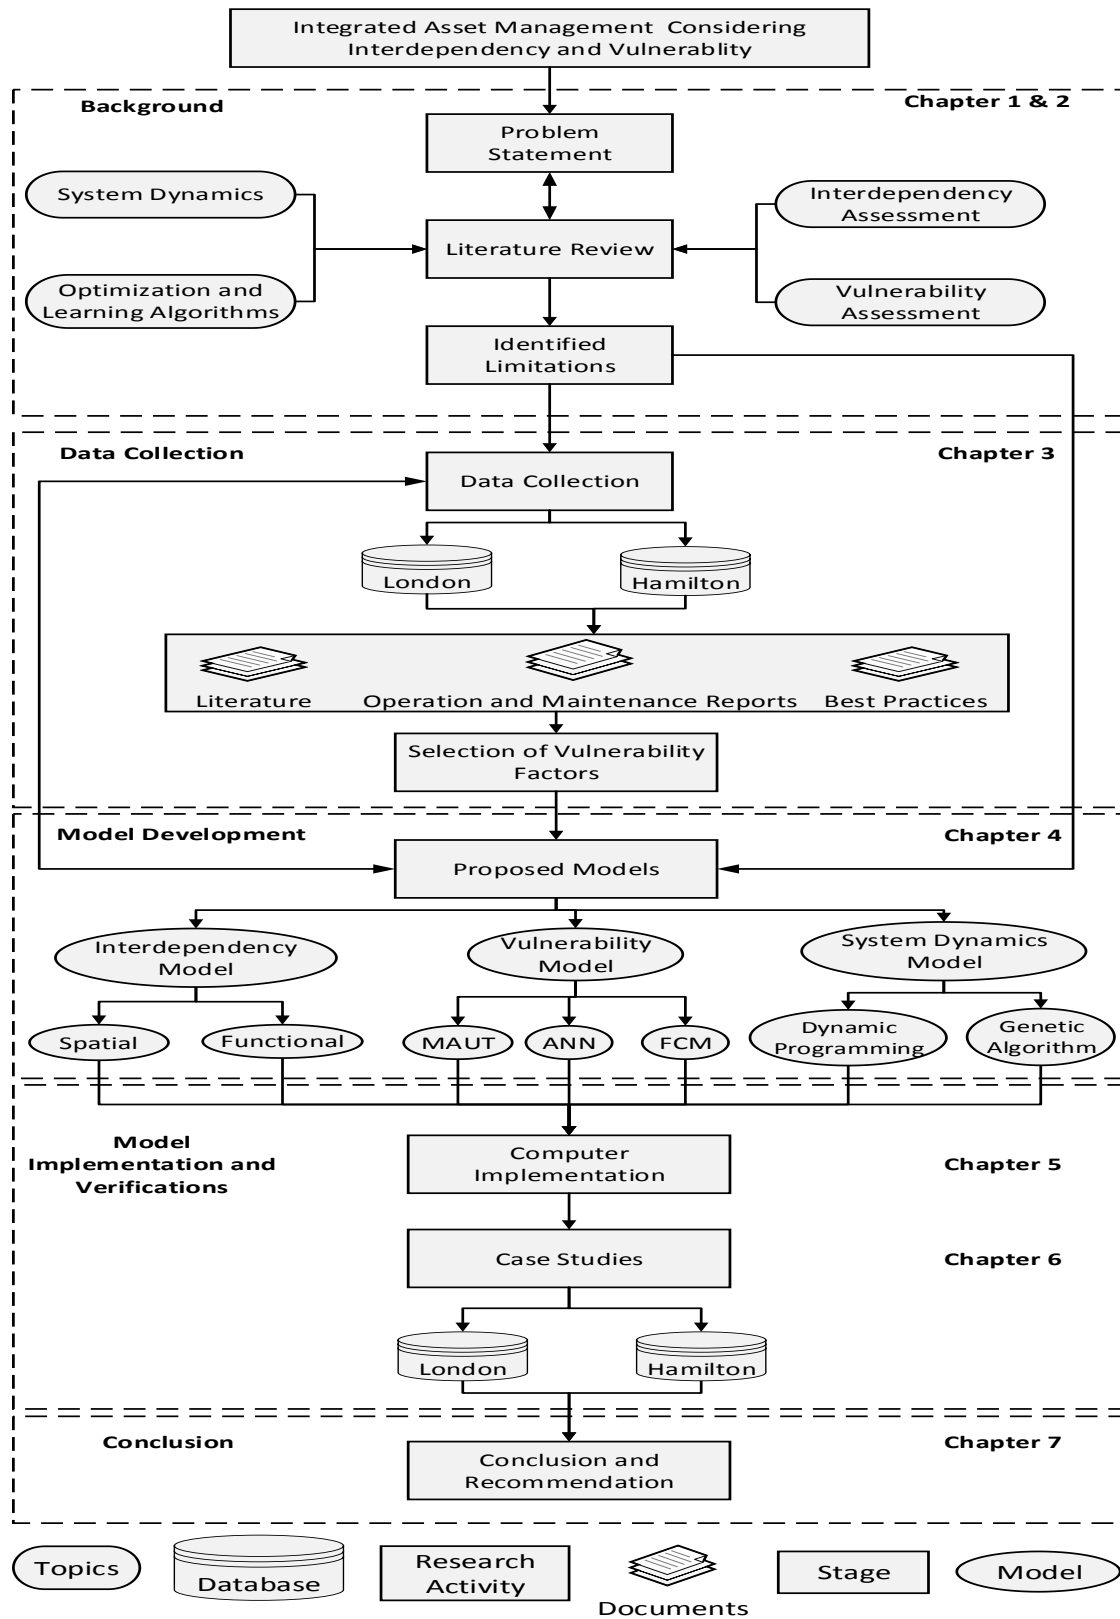 Integrated Asset Management Considering
Interdependency and Vulnerablity
Background
Chapter 1 & 2
Problem
Statement
System Dynamics
Interdependency
Assessment
Literature Review
Optimization and
Learning Algorithms
Vulnerability
Assessment
Identified
Limitations
Data Collection
Chapter 3
Data Collection
London
Hamilton
Literature
Operation and Maintenance Reports
Best Practices
Selection of Vulnerability
Factors
Model Development
Chapter 4
Proposed Models
Interdependency
Model
Vulnerability
Model
System Dynamics
Model
Spatial
Functional
MAUT
ANN
FCM
Dynamic
Programming
Genetic
Algorithm
Model
Implementation and
Verifications
Computer
Implementation
Chapter 5
Case Studies
Chapter 6
London
Hamilton
Conclusion
Chapter 7
Conclusion and
Recommendation
Topics
Database
Research
Activity
Documents
Stage
Model